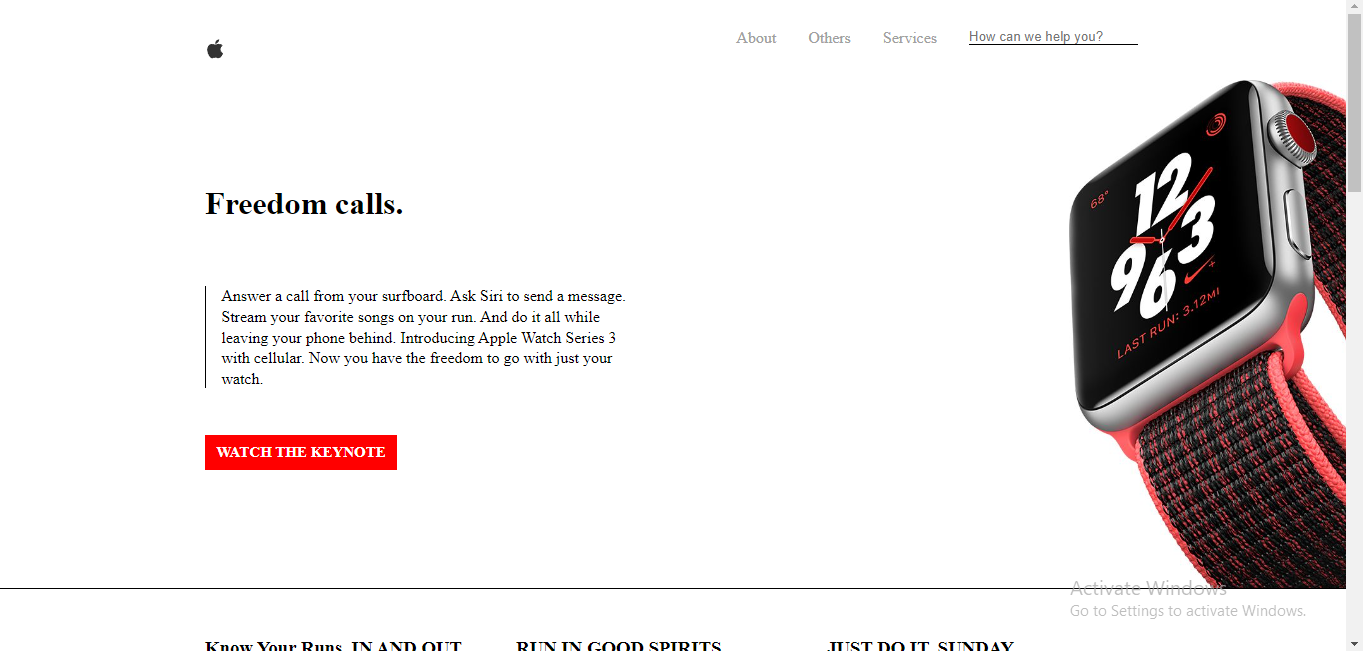 About Others Services How can we help you?
Freedom calls.
Answer a call from your surfboard. Ask Siri to send a message.
Stream your favorite songs on your run. And do it all while
leaving your phone behind. Introducing Apple Watch Series 3
with cellular. Now you have the freedom to go with just your
watch.
WATCH THE KEYNOTE
68°
12
3
9
6
LAST RUN: 3.12MI
Activate Windows
Go to Settings to activate Windows.
Know Your Runs, IN AND OUT RUN IN GOOD SPIRITS JUST DO IT, SUNDAY